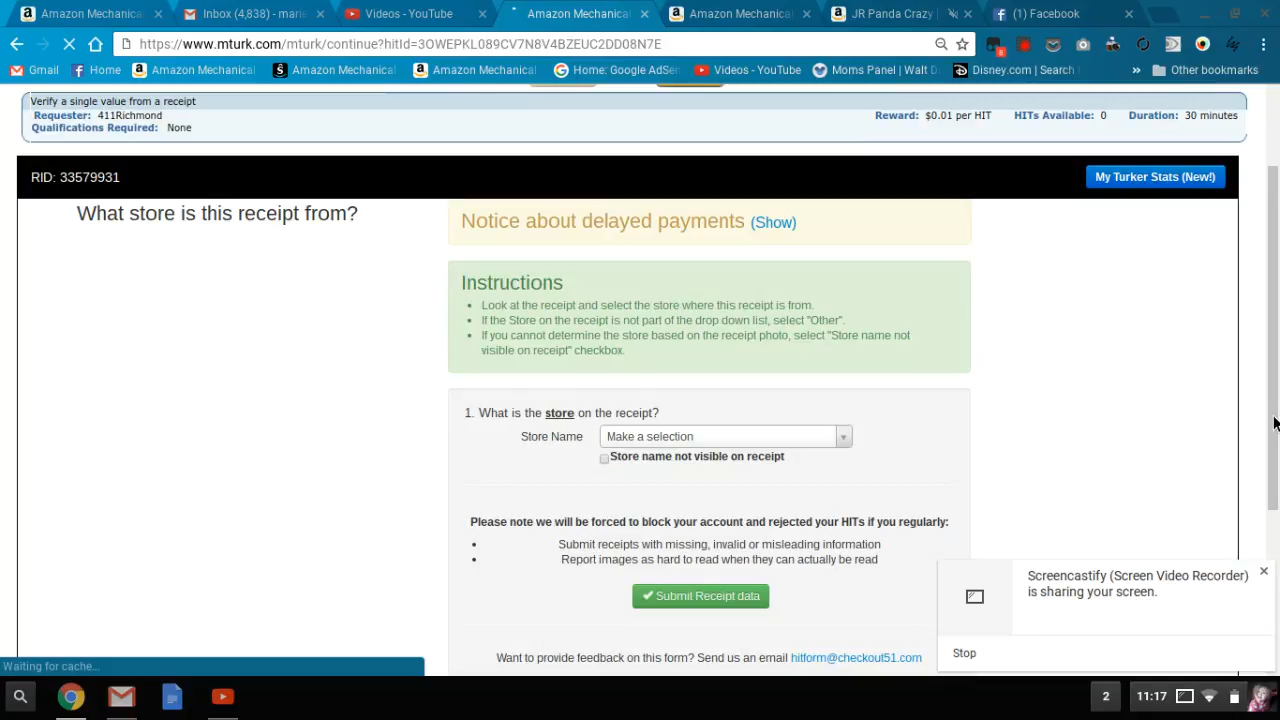 Amazon Mechanical
Inbox (4,838) - maris
Videos - YouTube
Amazon Mechanical
Amazon Mechanical
JR Panda Crazy
(1) Facebook
https://www.mturk.com/mturk/continue?hitId=3OWEPKL089CV7N8V4BZEUC2DD08N7E
Gmail
Home
Amazon Mechanical
Amazon Mechanical
Amazon Mechanical
Home: Google AdSen
Videos - YouTube
Moms Panel | Walt D
Disney.com | Search
»
Other bookmarks
Verify a single value from a receipt
Requester: 411Richmond
Reward: $0.01 per HIT
HITs Available: 0
Duration: 30 minutes
Qualifications Required: None
RID: 33579931
My Turker Stats (New!)
What store is this receipt from?
Notice about delayed payments (Show)
Instructions
• Look at the receipt and select the store where this receipt is from.
• If the Store on the receipt is not part of the drop down list, select "Other".
• If you cannot determine the store based on the receipt photo, select "Store name not
visible on receipt" checkbox.
1. What is the store on the receipt?
Store Name
Make a selection
Store name not visible on receipt
Please note we will be forced to block your account and rejected your HITs if you regularly:
• Submit receipts with missing, invalid or misleading information
• Report images as hard to read when they can actually be read
✔ Submit Receipt data
Want to provide feedback on this form? Send us an email hitform@checkout51.com
Screencastify (Screen Video Recorder)
is sharing your screen.
Stop
Waiting for cache...
2
11:17